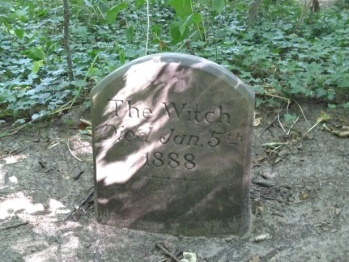 The Witch
Died Jan. 5th
1888